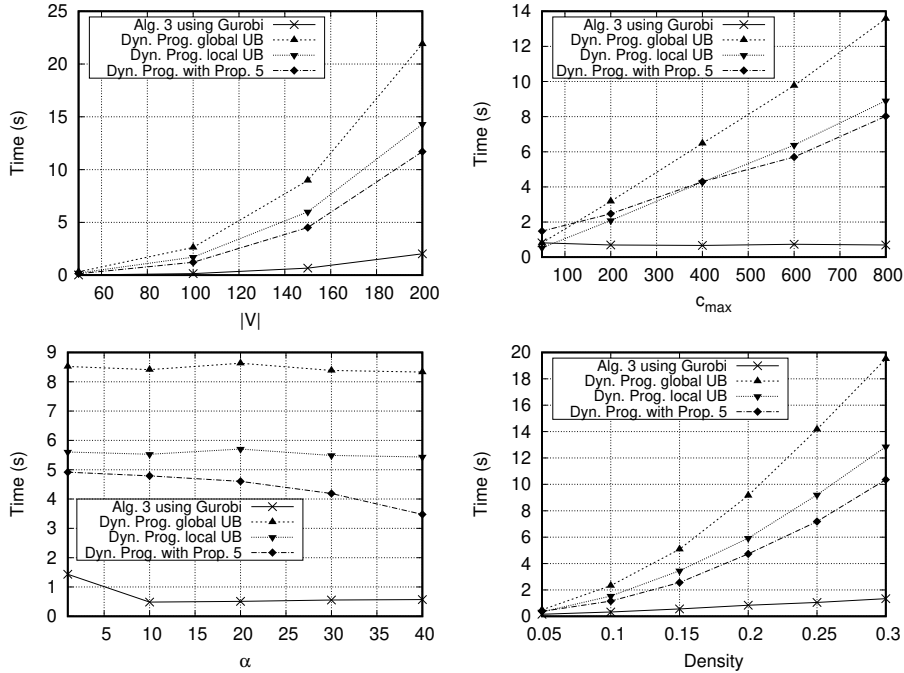 25
20
15
10
5
0
Time (s)
Alg. 3 using Gurobi
Dyn. Prog. global UB
Dyn. Prog. local UB
Dyn. Prog. with Prop. 5
60 80 100 120 140 160 180 200
|V|
14
12
10
8
6
4
2
0
Time (s)
Alg. 3 using Gurobi
Dyn. Prog. global UB
Dyn. Prog. local UB
Dyn. Prog. with Prop. 5
100 200 300 400 500 600 700 800
cmax
9
8
7
6
5
4
3
2
1
0
Time (s)
Alg. 3 using Gurobi
Dyn. Prog. global UB
Dyn. Prog. local UB
Dyn. Prog. with Prop. 5
5 10 15 20 25 30 35 40
α
20
18
16
14
12
10
8
6
4
2
0
Time (s)
Alg. 3 using Gurobi
Dyn. Prog. global UB
Dyn. Prog. local UB
Dyn. Prog. with Prop. 5
0.05 0.1 0.15 0.2 0.25 0.3
Density